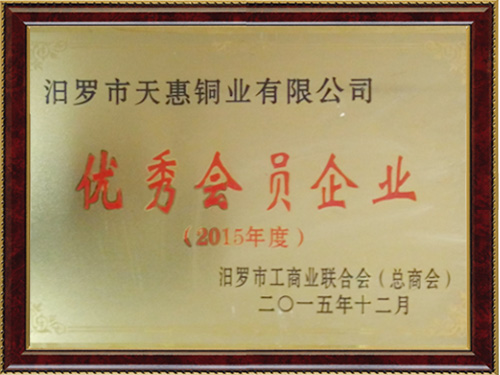 汨罗市天惠铜业有限公司
优秀会员企业
（2015年度）
汨罗市工商业联合会（总商会）
二〇一五年十二月